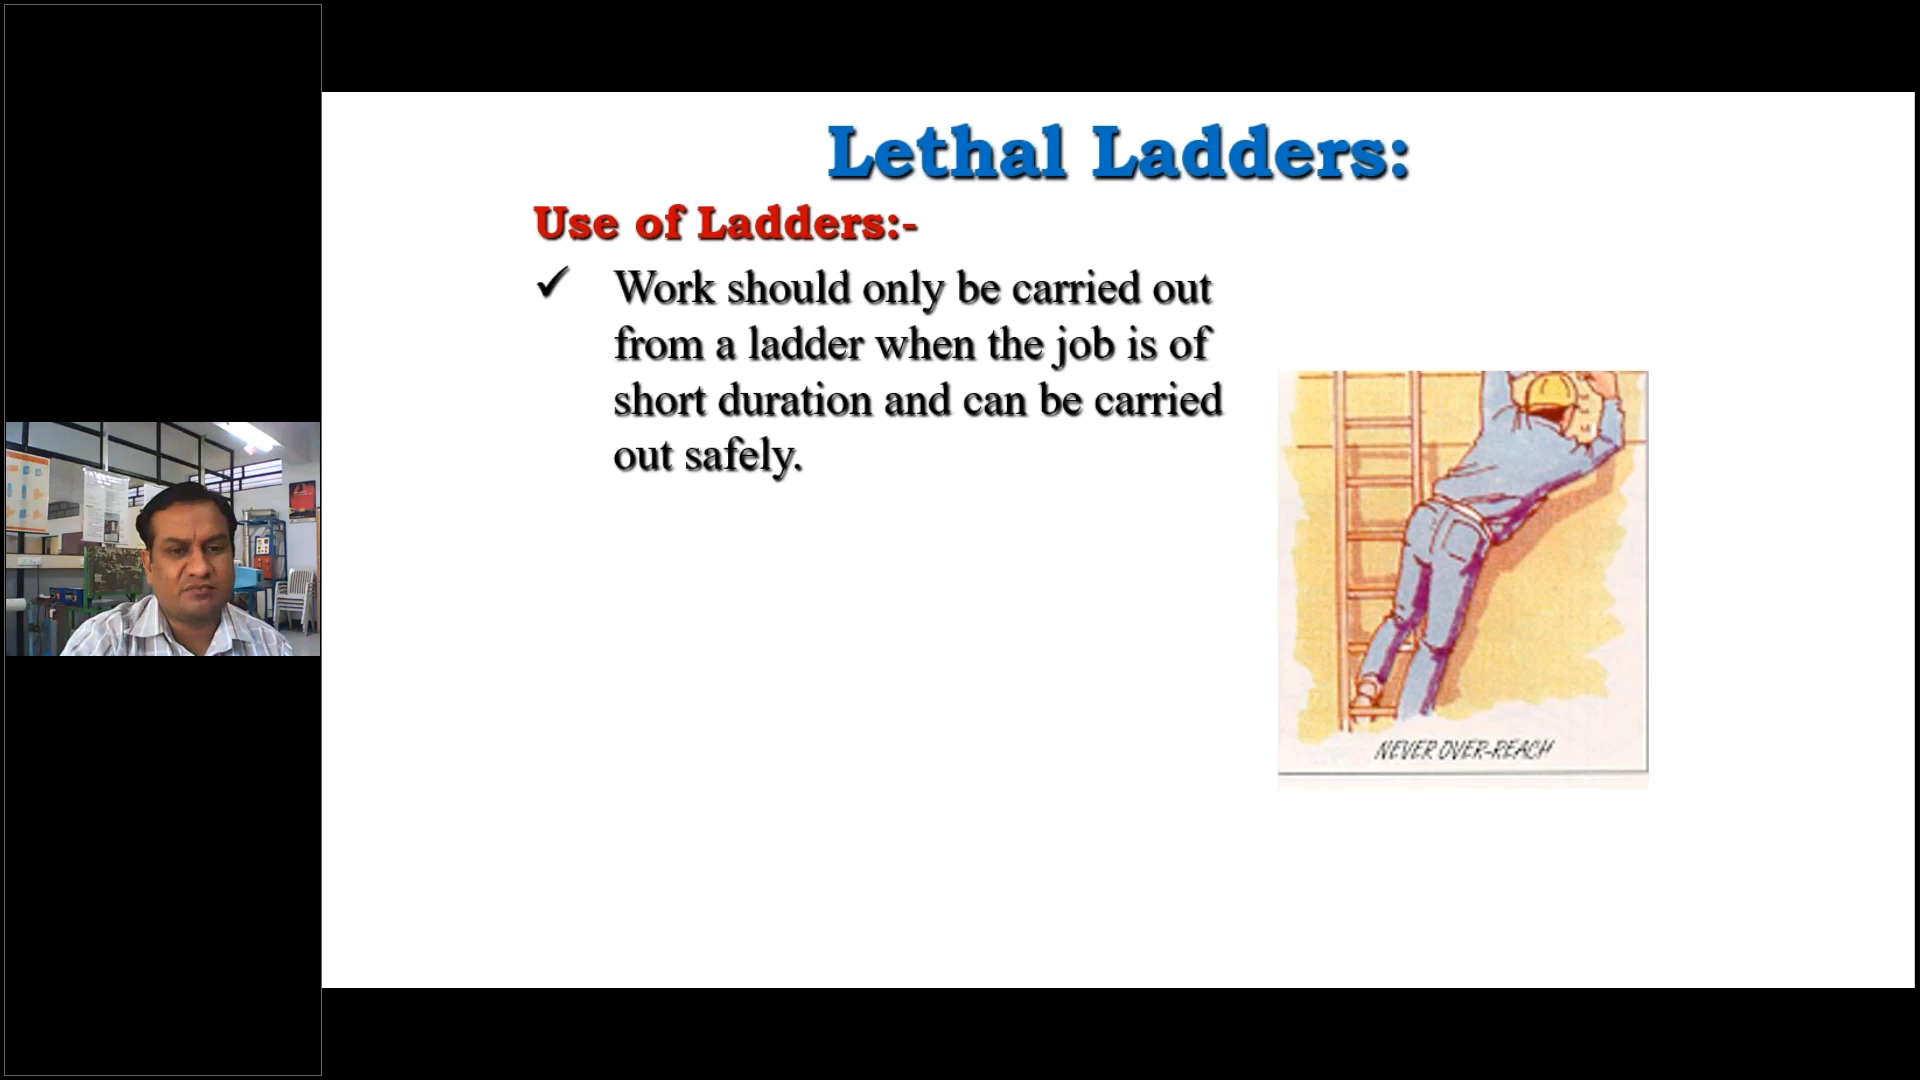 Lethal Ladders:
Use of Ladders:-
✓ Work should only be carried out
from a ladder when the job is of
short duration and can be carried
out safely.
NEVER OVER-REACH